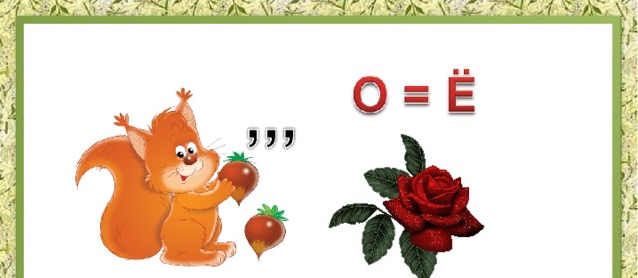 ,,,
О = Ё